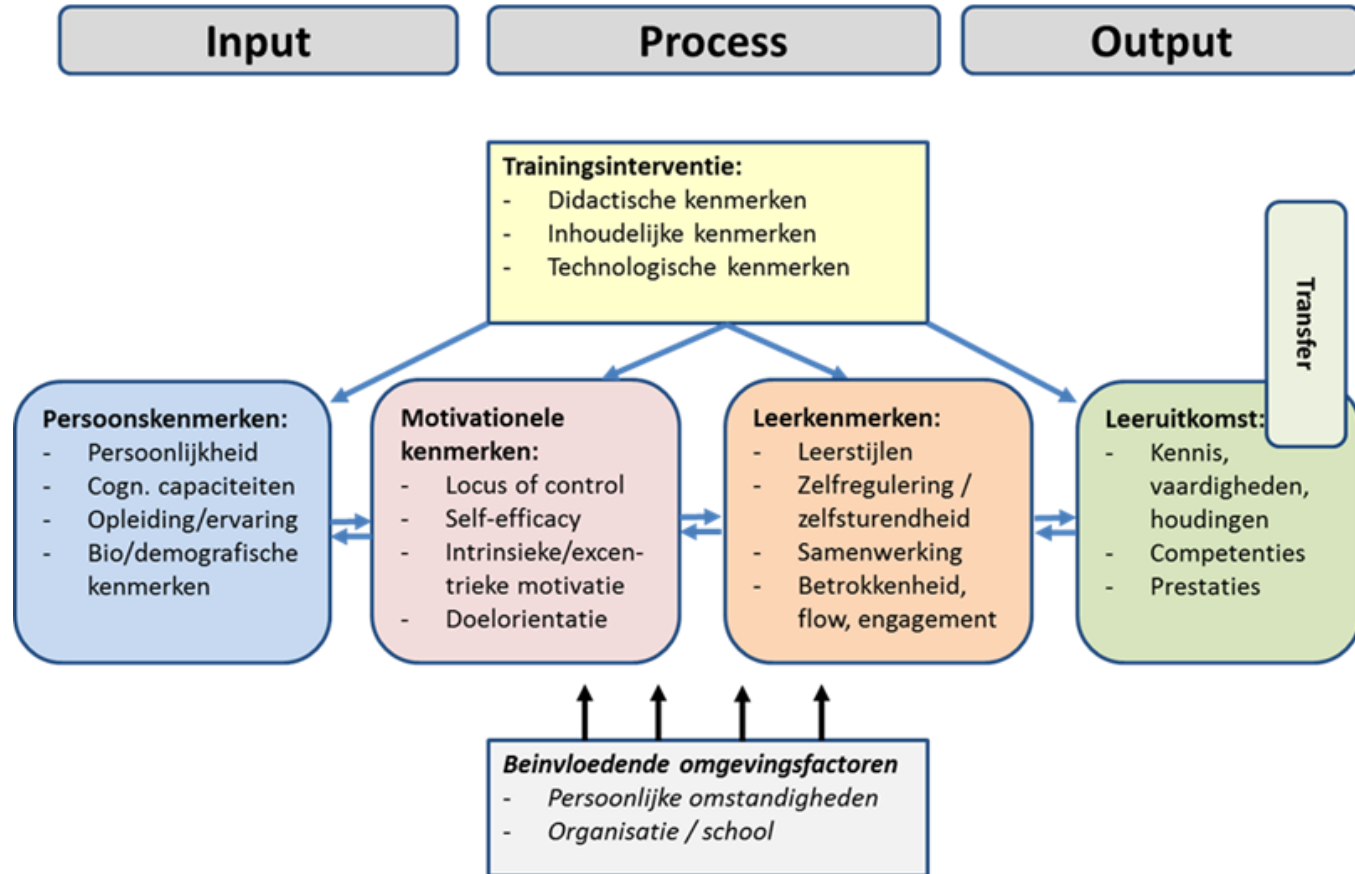 Input
Process
Output
Trainingsinterventie:
- Didactische kenmerken
- Inhoudelijke kenmerken
- Technologische kenmerken
Transfer
Persoonskenmerken:
- Persoonlijkheid
- Cogn. capaciteiten
- Opleiding/ervaring
- Bio/demografische
kenmerken
Motivationele
kenmerken:
- Locus of control
- Self-efficacy
- Intrinsieke/excen-
trieke motivatie
- Doelorientatie
Leerkenmerken:
- Leerstijlen
- Zelfregulering /
zelfsturendheid
- Samenwerking
- Betrokkenheid,
flow, engagement
Leeruitkomst:
- Kennis,
vaardigheden,
houdingen
- Competenties
- Prestaties
Beinvloedende omgevingsfactoren
- Persoonlijke omstandigheden
- Organisatie / school